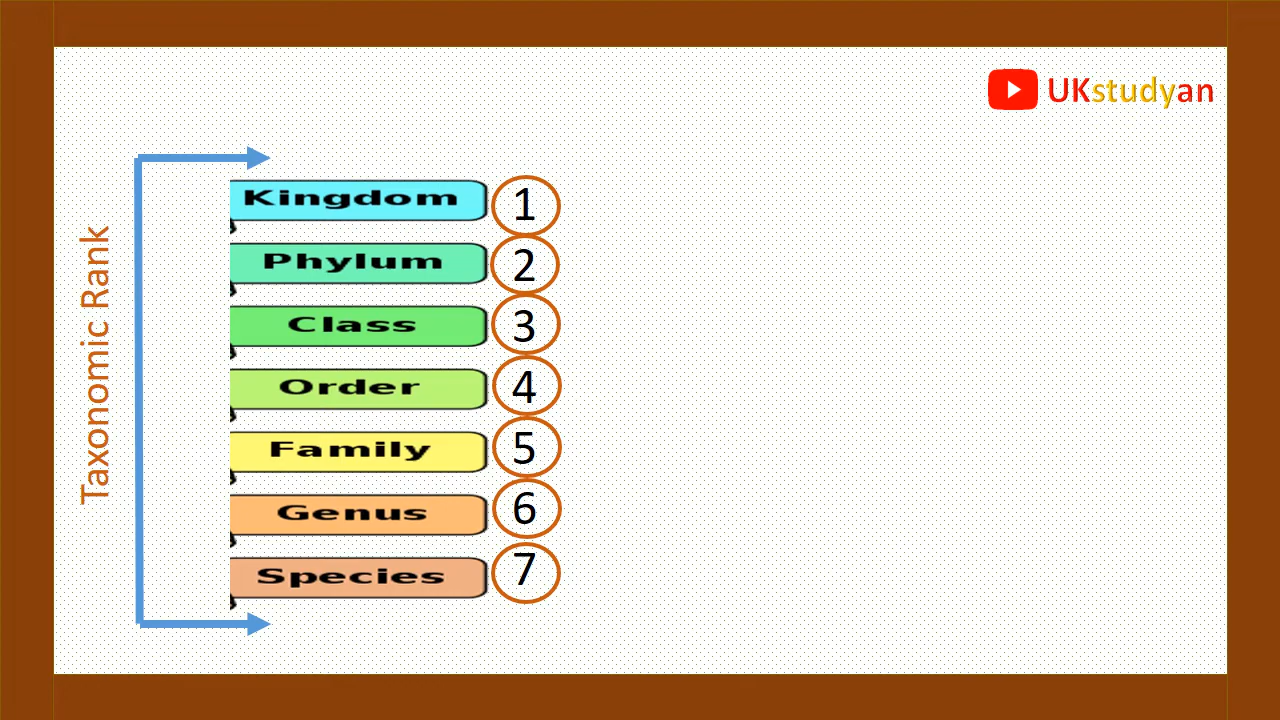 UKstudyan
Taxonomic Rank
Kingdom 1
Phylum 2
Class 3
Order 4
Family 5
Genus 6
Species 7